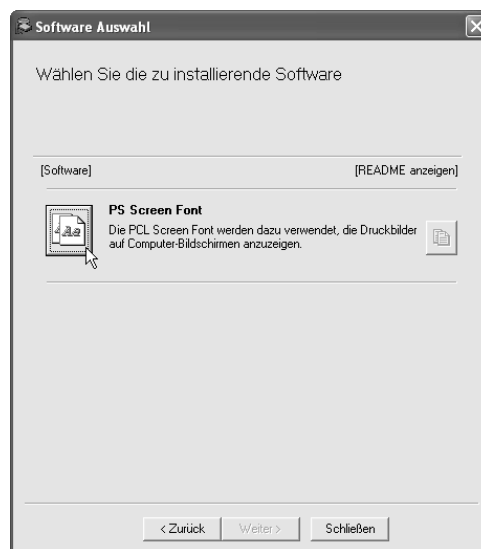 Software Auswahl
Wählen Sie die zu installierende Software
[Software] [README anzeigen]
PS Screen Font
Die PCL Screen Font werden dazu verwendet, die Druckbilder
auf Computer-Bildschirmen anzuzeigen.
< Zurück Weiter > Schließen